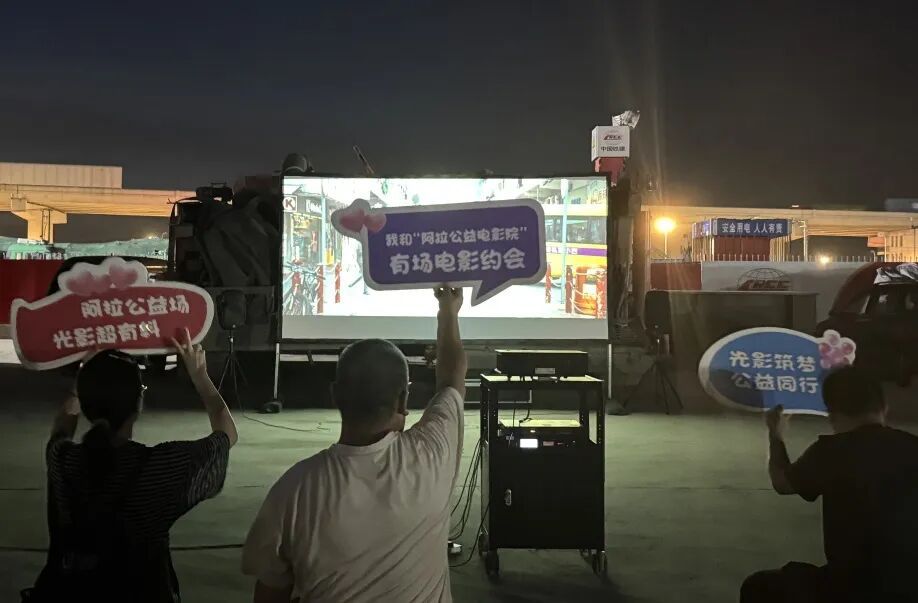 中国铁建
安全用电 人人有责
我和“阿拉公益电影院”
有场电影约会
阿拉公益场
光影超有料
光影筑梦
公益同行
CRCC
K